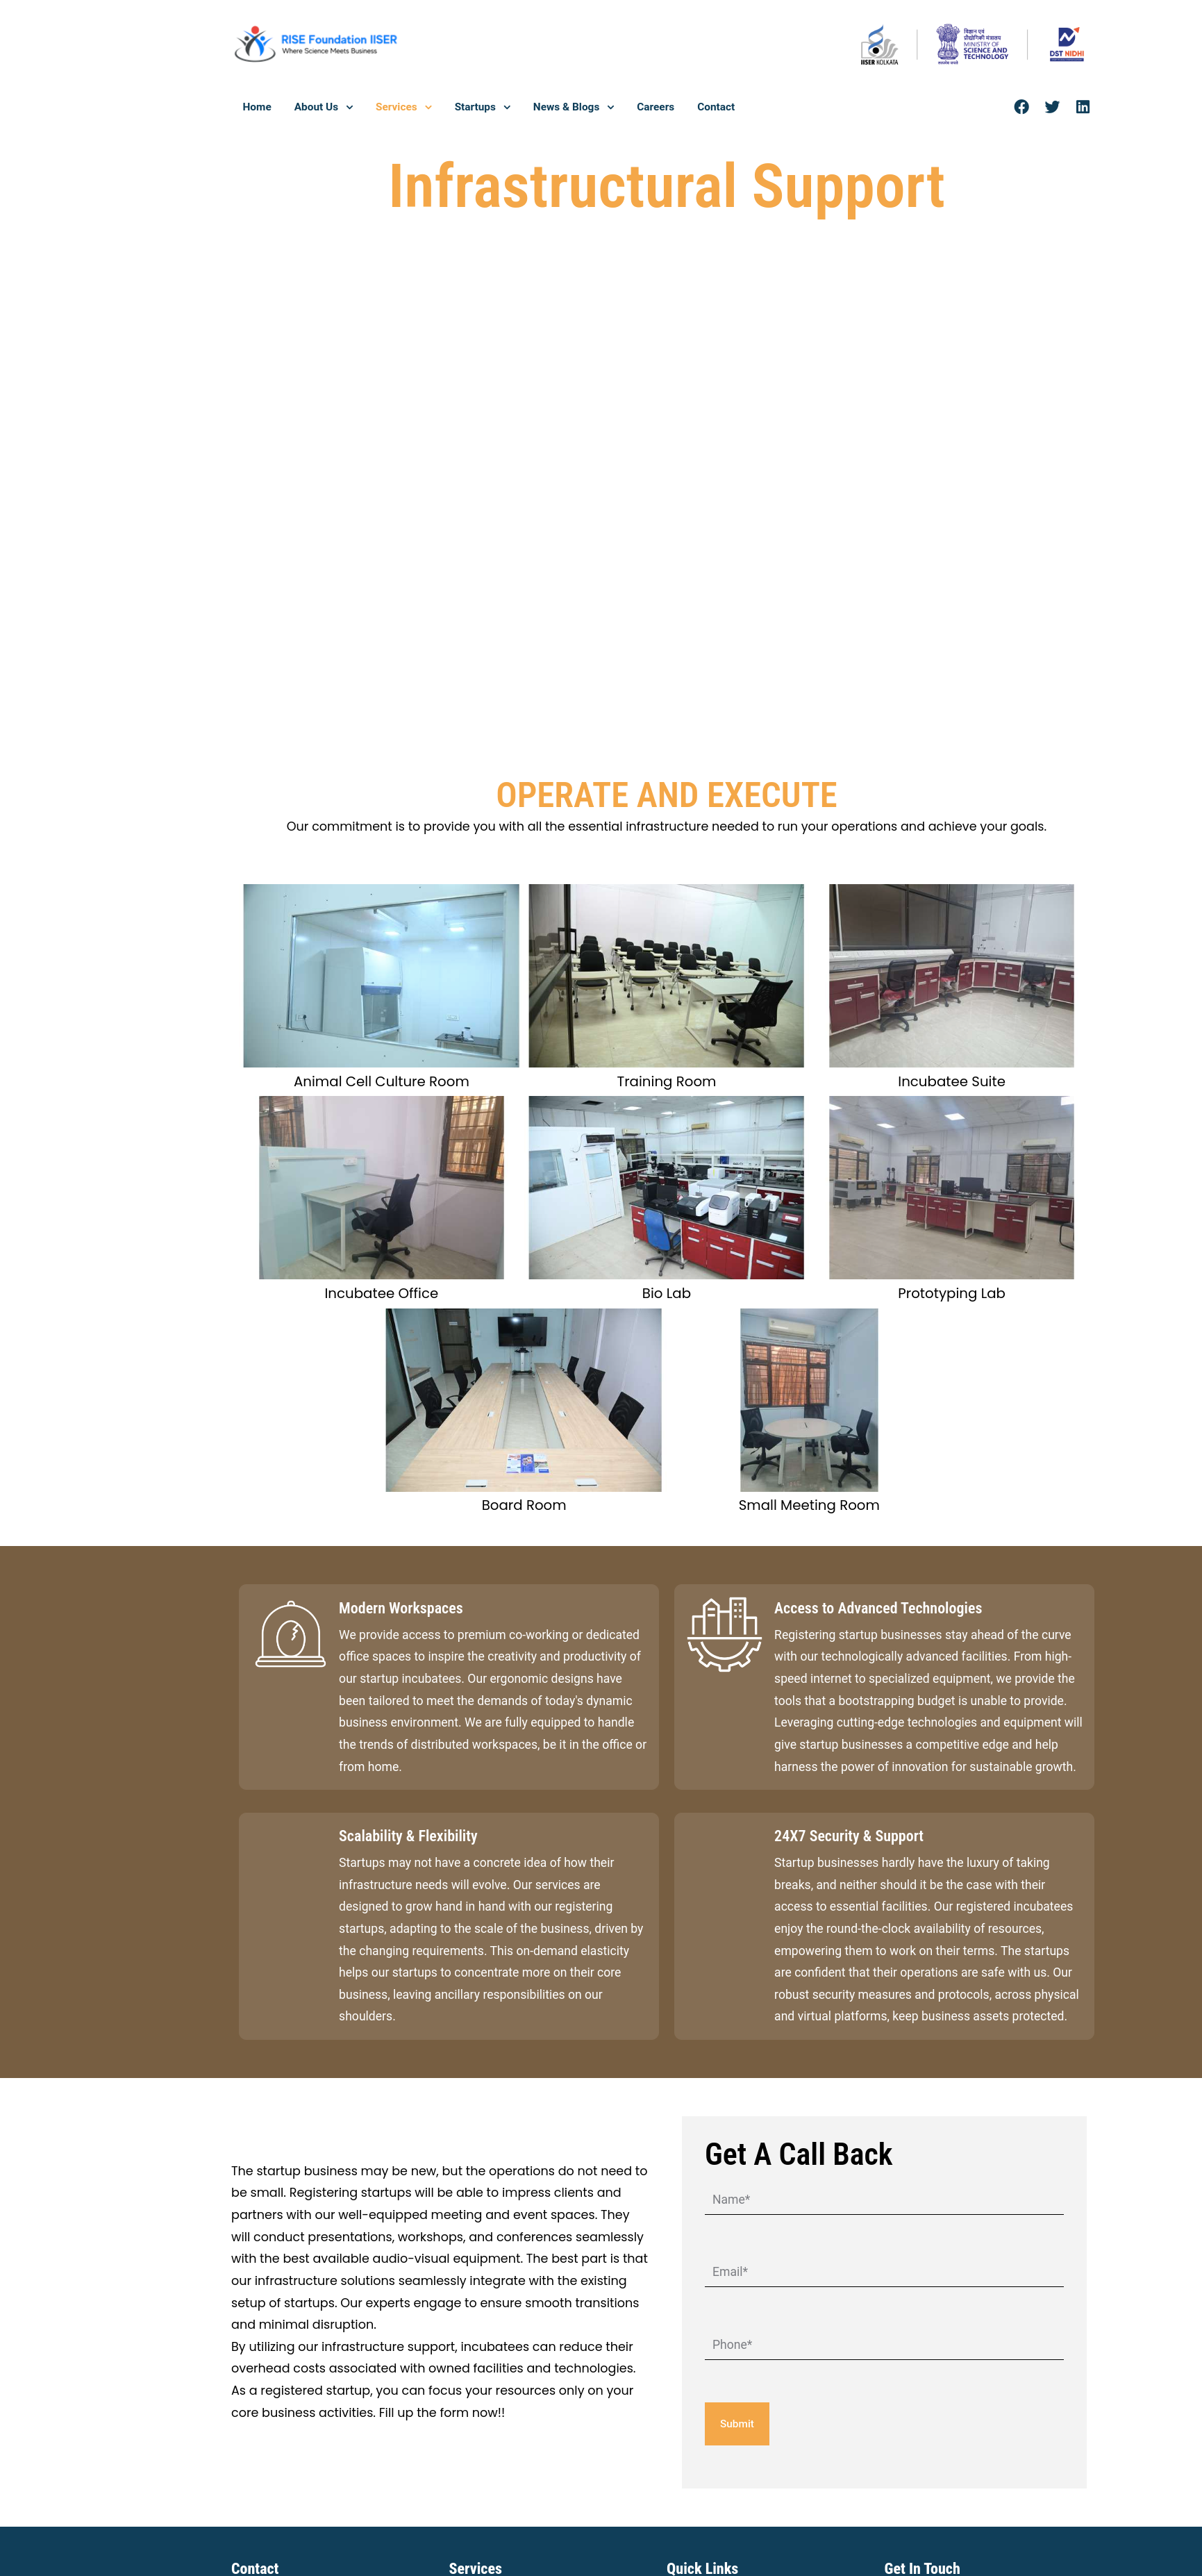 RISE Foundation IISER
Where Science Meets Business
IISER KOLKATA
विज्ञान एवं
प्रौद्योगिकी मंत्रालय
MINISTRY OF
SCIENCE AND
TECHNOLOGY
सत्यमेव जयते
DST NIDHI
Home About Us Services Startups News & Blogs Careers Contact
Infrastructural Support
OPERATE AND EXECUTE
Our commitment is to provide you with all the essential infrastructure needed to run your operations and achieve your goals.
Animal Cell Culture Room
Training Room
Incubatee Suite
Incubatee Office
Bio Lab
Prototyping Lab
Board Room
Small Meeting Room
Modern Workspaces
We provide access to premium co-working or dedicated
office spaces to inspire the creativity and productivity of
our startup incubatees. Our ergonomic designs have
been tailored to meet the demands of today's dynamic
business environment. We are fully equipped to handle
the trends of distributed workspaces, be it in the office or
from home.
Access to Advanced Technologies
Registering startup businesses stay ahead of the curve
with our technologically advanced facilities. From high-
speed internet to specialized equipment, we provide the
tools that a bootstrapping budget is unable to provide.
Leveraging cutting-edge technologies and equipment will
give startup businesses a competitive edge and help
harness the power of innovation for sustainable growth.
Scalability & Flexibility
Startups may not have a concrete idea of how their
infrastructure needs will evolve. Our services are
designed to grow hand in hand with our registering
startups, adapting to the scale of the business, driven by
the changing requirements. This on-demand elasticity
helps our startups to concentrate more on their core
business, leaving ancillary responsibilities on our
shoulders.
24X7 Security & Support
Startup businesses hardly have the luxury of taking
breaks, and neither should it be the case with their
access to essential facilities. Our registered incubatees
enjoy the round-the-clock availability of resources,
empowering them to work on their terms. The startups
are confident that their operations are safe with us. Our
robust security measures and protocols, across physical
and virtual platforms, keep business assets protected.
The startup business may be new, but the operations do not need to
be small. Registering startups will be able to impress clients and
partners with our well-equipped meeting and event spaces. They
will conduct presentations, workshops, and conferences seamlessly
with the best available audio-visual equipment. The best part is that
our infrastructure solutions seamlessly integrate with the existing
setup of startups. Our experts engage to ensure smooth transitions
and minimal disruption.
By utilizing our infrastructure support, incubatees can reduce their
overhead costs associated with owned facilities and technologies.
As a registered startup, you can focus your resources only on your
core business activities. Fill up the form now!!
Get A Call Back
Name*
Email*
Phone*
Submit
Contact
Services
Quick Links
Get In Touch